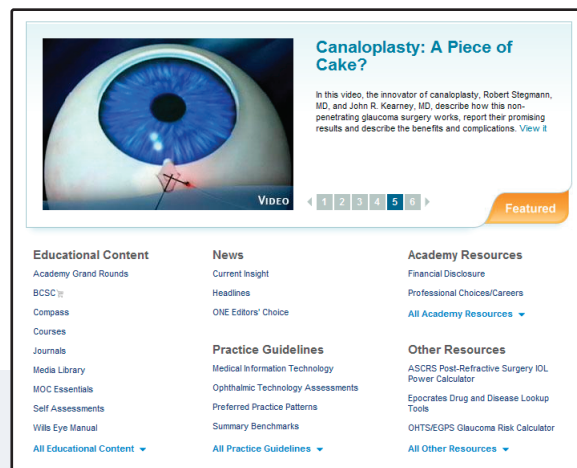 Canaloplasty: A Piece of
Cake?
In this video, the innovator of canaloplasty, Robert Stegmann,
MD, and John R. Kearney, MD, describe how this non-
penetrating glaucoma surgery works, report their promising
results and describe the benefits and complications. View it
VIDEO
1 2 3 4 5 6
Featured
Educational Content
Academy Grand Rounds
BCSC
Compass
Courses
Journals
Media Library
MOC Essentials
Self Assessments
Wills Eye Manual
All Educational Content
News
Current Insight
Headlines
ONE Editors' Choice
Practice Guidelines
Medical Information Technology
Ophthalmic Technology Assessments
Preferred Practice Patterns
Summary Benchmarks
All Practice Guidelines
Academy Resources
Financial Disclosure
Professional Choices/Careers
All Academy Resources
Other Resources
ASCRS Post-Refractive Surgery IOL
Power Calculator
Epocrates Drug and Disease Lookup
Tools
OHTS/EGPS Glaucoma Risk Calculator
All Other Resources